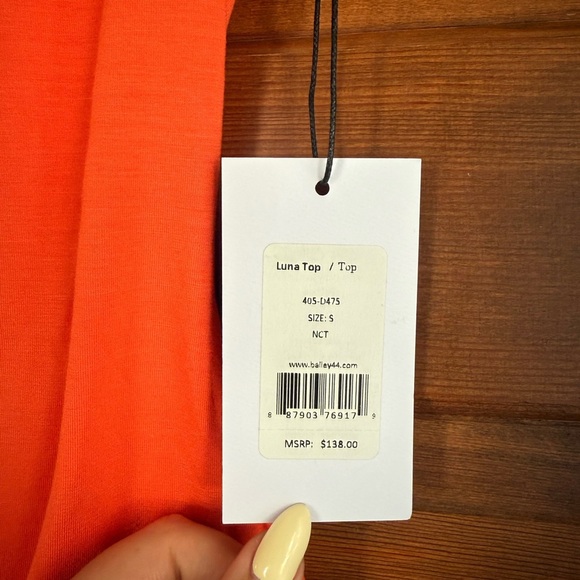 Luna Top / Top
405-D475
SIZE: S
NCT
www.bailey44.com
8 87903 76917 9
MSRP: $138.00